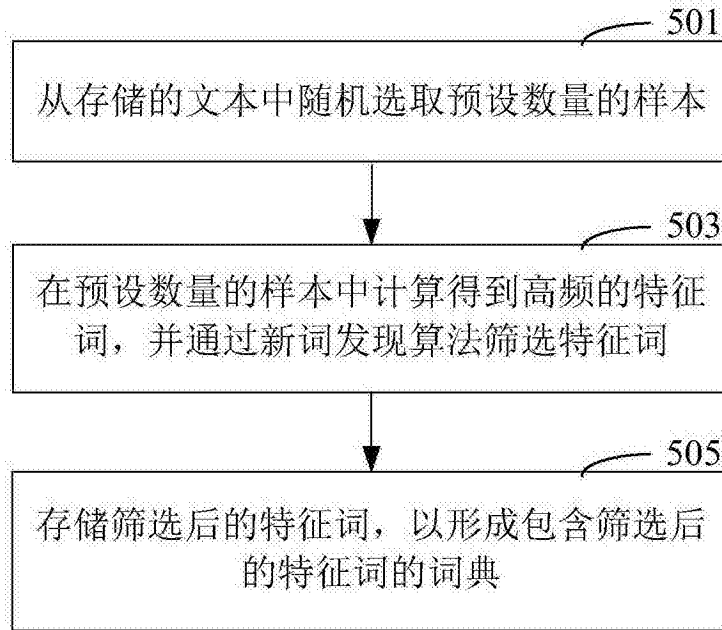 501
从存储的文本中随机选取预设数量的样本
503
在预设数量的样本中计算得到高频的特征
词，并通过新词发现算法筛选特征词
505
存储筛选后的特征词，以形成包含筛选后
的特征词的词典